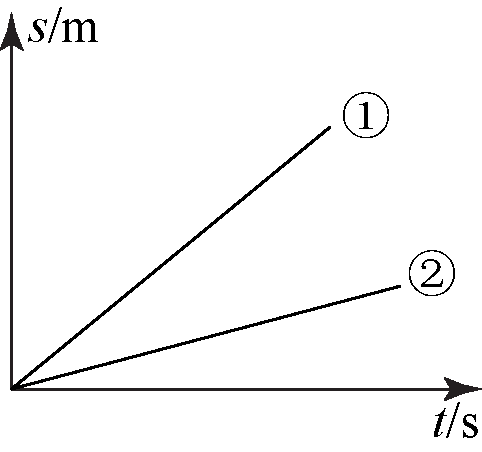 s/m
①
②
t/s